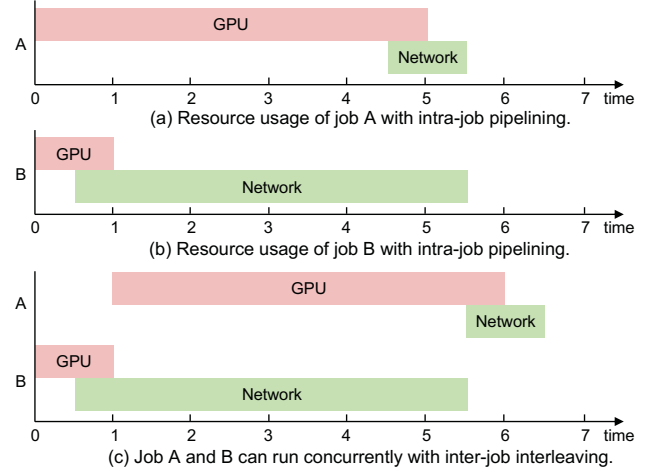 GPU
A
Network
0 1 2 3 4 5 6 7 time
(a) Resource usage of job A with intra-job pipelining.
GPU
B
Network
0 1 2 3 4 5 6 7 time
(b) Resource usage of job B with intra-job pipelining.
GPU
A
Network
GPU
B
Network
0 1 2 3 4 5 6 7 time
(c) Job A and B can run concurrently with inter-job interleaving.